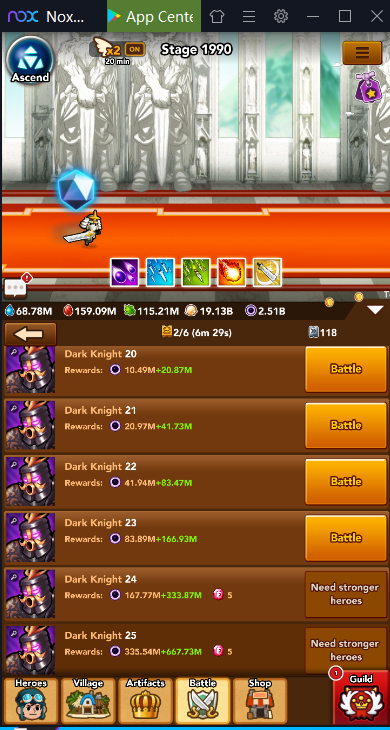 nox Nox... App Cente
x2 ON
20 min
Stage 1990
Ascend
68.78M 159.09M 115.21M 19.13B 2.51B
2/6 (6m 29s) 118
Dark Knight 20
Rewards: 10.49M+20.87M
Battle
Dark Knight 21
Rewards: 20.97M+41.73M
Battle
Dark Knight 22
Rewards: 41.94M+83.47M
Battle
Dark Knight 23
Rewards: 83.89M+166.93M
Battle
Dark Knight 24
Rewards: 167.77M+333.87M 5
Need stronger
heroes
Dark Knight 25
Rewards: 335.54M+667.73M 5
Need stronger
heroes
Heroes Village Artifacts Battle Shop 1 Guild